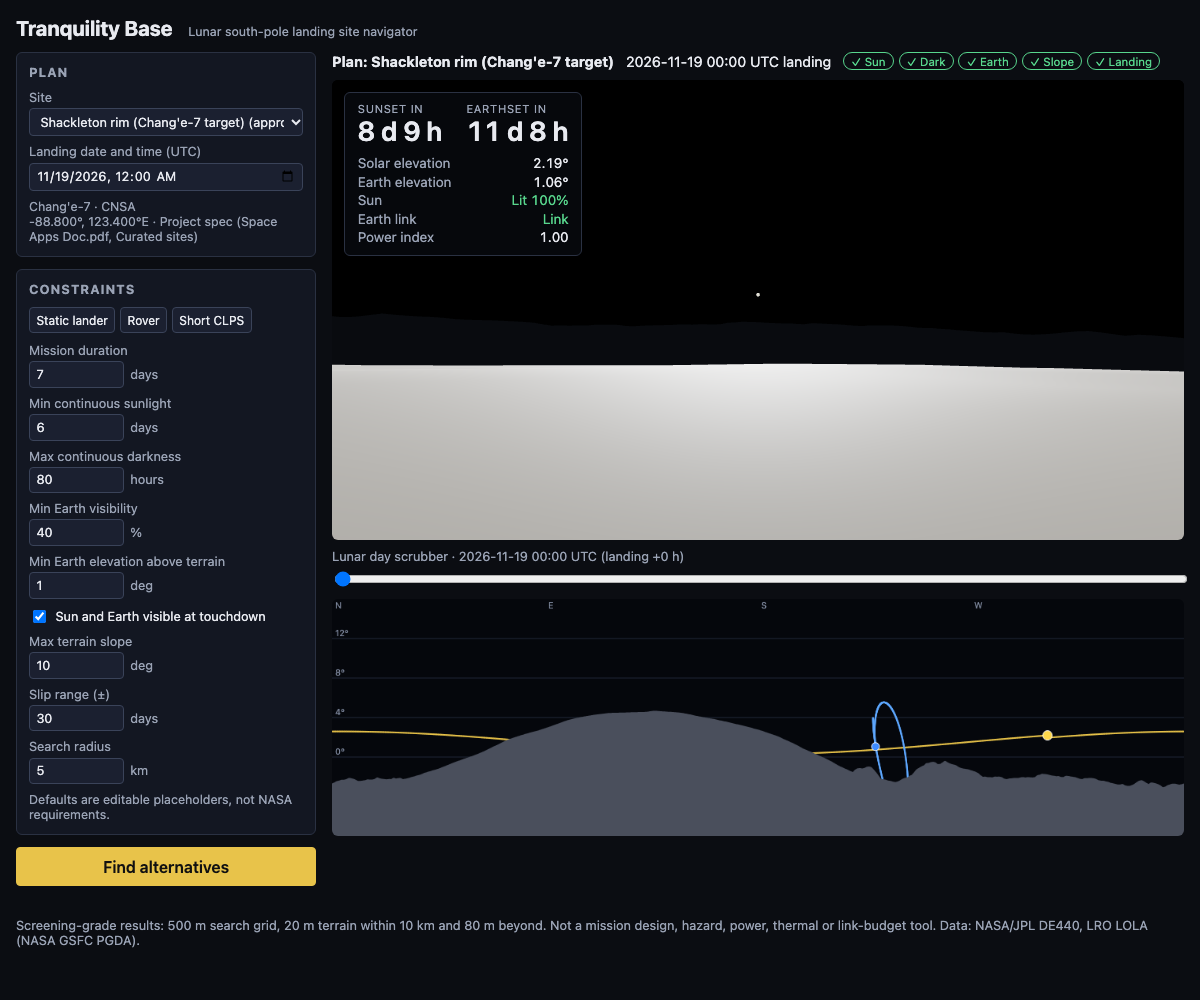 Tranquility Base
Lunar south-pole landing site navigator
PLAN
Site
Shackleton rim (Chang'e-7 target) (appro
Landing date and time (UTC)
11/19/2026, 12:00 AM
Chang'e-7 · CNSA
-88.800°, 123.400°E · Project spec (Space
Apps Doc.pdf, Curated sites)
CONSTRAINTS
Static lander
Rover
Short CLPS
Mission duration
7 days
Min continuous sunlight
6 days
Max continuous darkness
80 hours
Min Earth visibility
40 %
Min Earth elevation above terrain
1 deg
Sun and Earth visible at touchdown
Max terrain slope
10 deg
Slip range (±)
30 days
Search radius
5 km
Defaults are editable placeholders, not NASA
requirements.
Find alternatives
Plan: Shackleton rim (Chang'e-7 target) 2026-11-19 00:00 UTC landing
✓ Sun
✓ Dark
✓ Earth
✓ Slope
✓ Landing
SUNSET IN
8 d 9 h
EARTHSET IN
11 d 8 h
Solar elevation 2.19°
Earth elevation 1.06°
Sun Lit 100%
Earth link Link
Power index 1.00
Lunar day scrubber · 2026-11-19 00:00 UTC (landing +0 h)
N E S W
12°
8°
4°
0°
Screening-grade results: 500 m search grid, 20 m terrain within 10 km and 80 m beyond. Not a mission design, hazard, power, thermal or link-budget tool. Data: NASA/JPL DE440, LRO LOLA
(NASA GSFC PGDA).